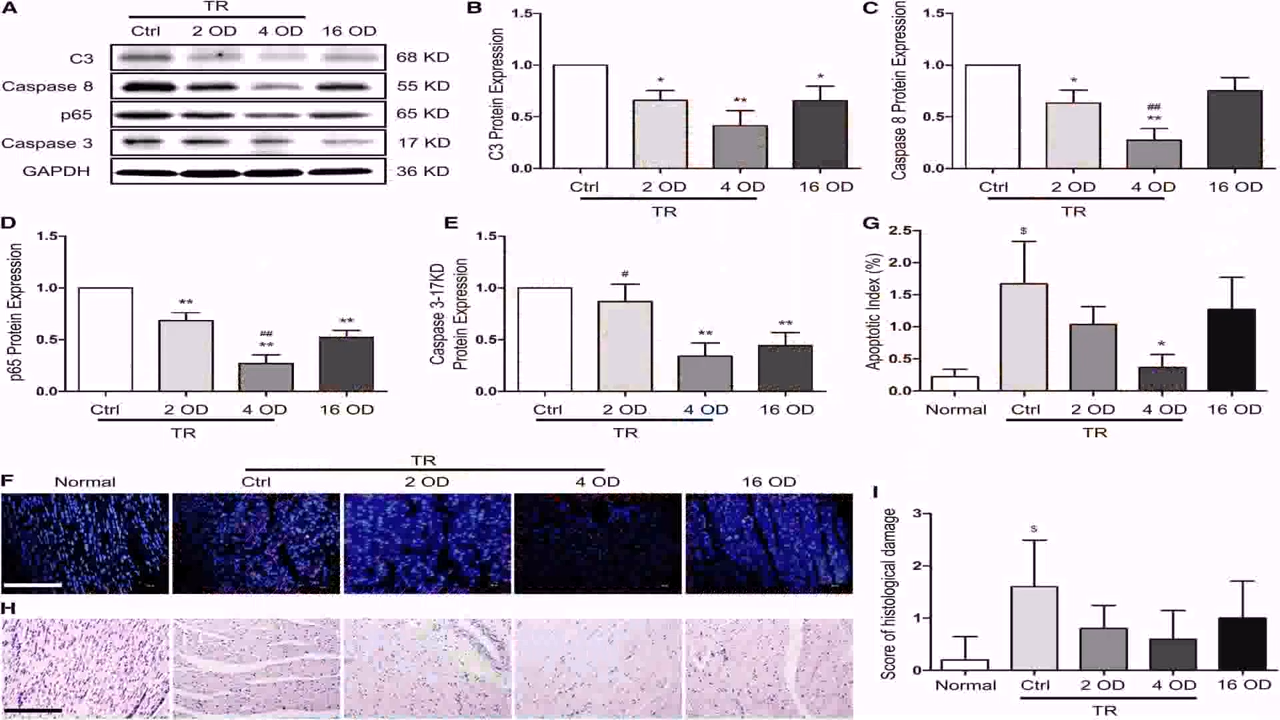 A
TR
Ctrl 2 OD 4 OD 16 OD
C3 68 KD
Caspase 8 55 KD
p65 65 KD
Caspase 3 17 KD
GAPDH 36 KD
B
C3 Protein Expression
1.5
1.0
0.5
0.0
* ** *
Ctrl 2 OD 4 OD 16 OD
TR
C
Caspase 8 Protein Expression
1.5
1.0
0.5
0.0
* ## **
Ctrl 2 OD 4 OD 16 OD
TR
D
p65 Protein Expression
1.5
1.0
0.5
0.0
** ## ** **
Ctrl 2 OD 4 OD 16 OD
TR
E
Caspase 3-17KD
Protein Expression
1.5
1.0
0.5
0.0
# ** **
Ctrl 2 OD 4 OD 16 OD
TR
G
Apoptotic Index (%)
2.5
2.0
1.5
1.0
0.5
0.0
$ *
Normal Ctrl 2 OD 4 OD 16 OD
TR
F
TR
Normal Ctrl 2 OD 4 OD 16 OD
H
I
Score of histological damage
3
2
1
0
$
Normal Ctrl 2 OD 4 OD 16 OD
TR